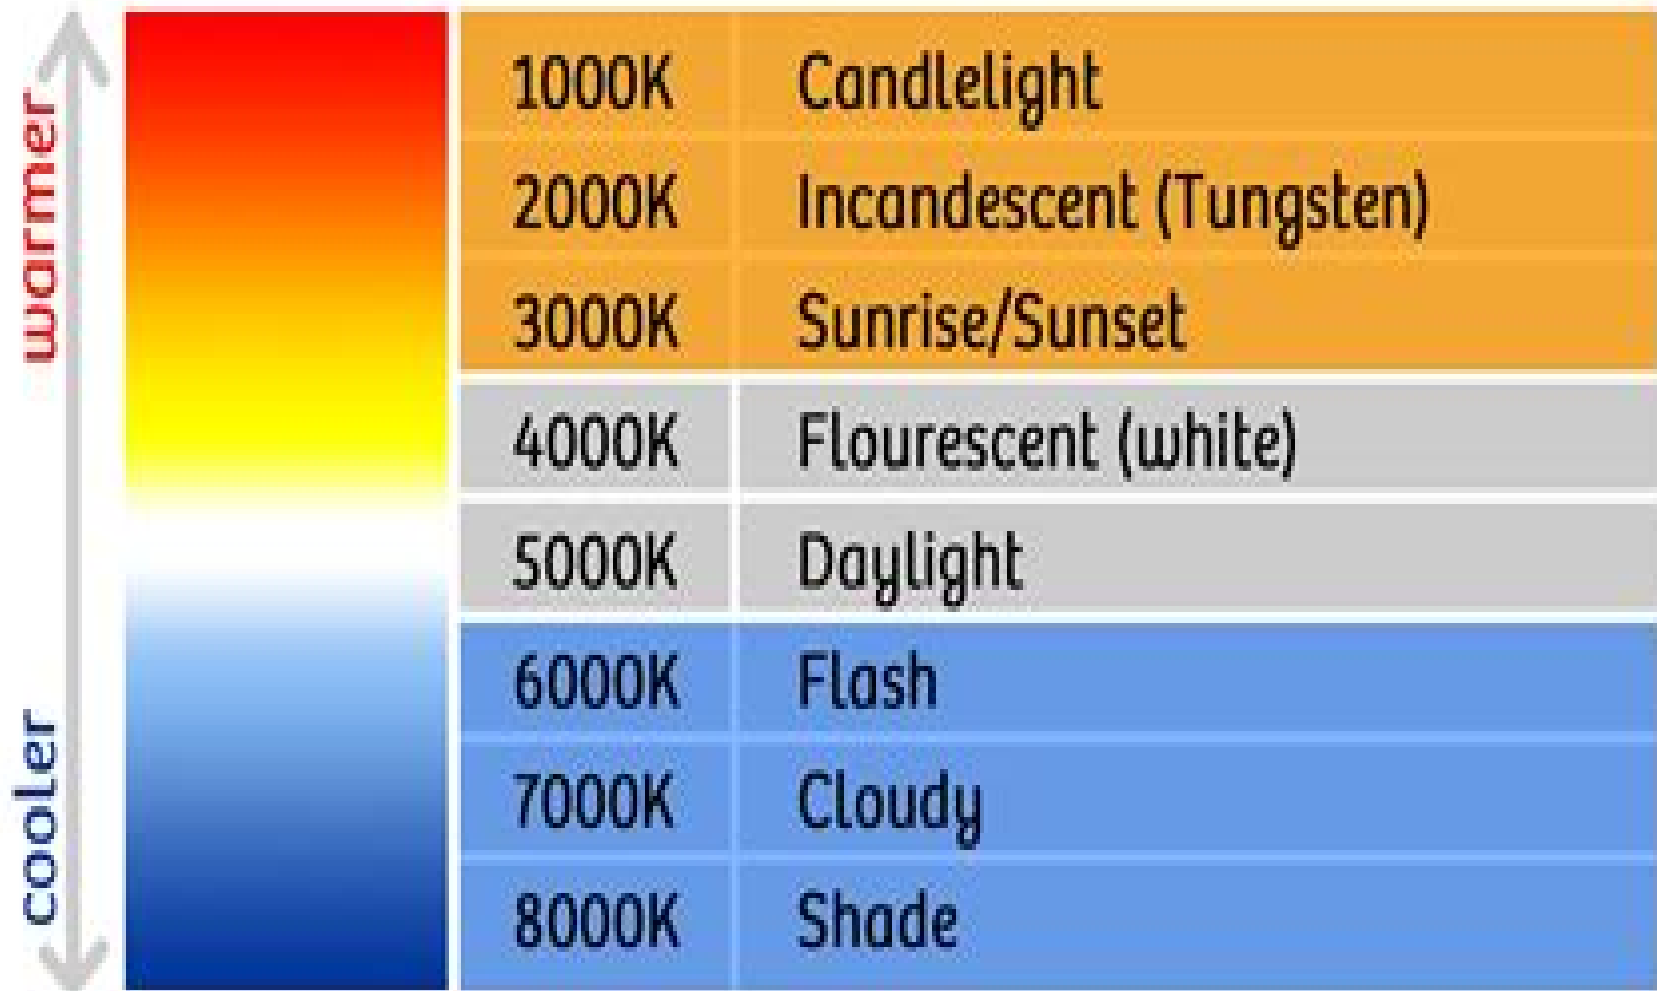 warmer
cooler
1000K Candlelight
2000K Incandescent (Tungsten)
3000K Sunrise/Sunset
4000K Flourescent (white)
5000K Daylight
6000K Flash
7000K Cloudy
8000K Shade